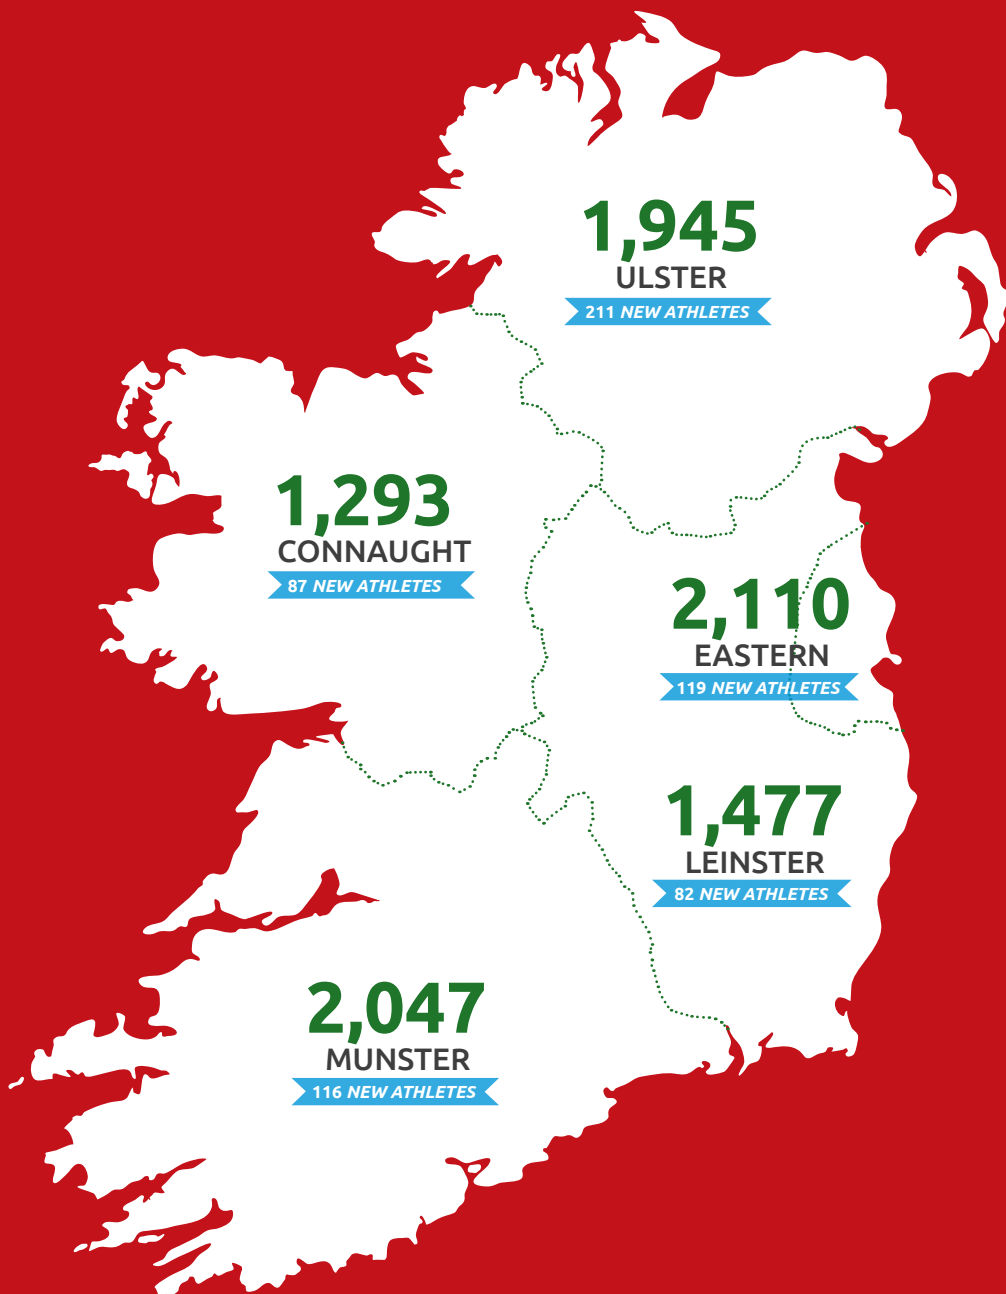 1,945
ULSTER
211 NEW ATHLETES
1,293
CONNAUGHT
87 NEW ATHLETES
2,110
EASTERN
119 NEW ATHLETES
1,477
LEINSTER
82 NEW ATHLETES
2,047
MUNSTER
116 NEW ATHLETES